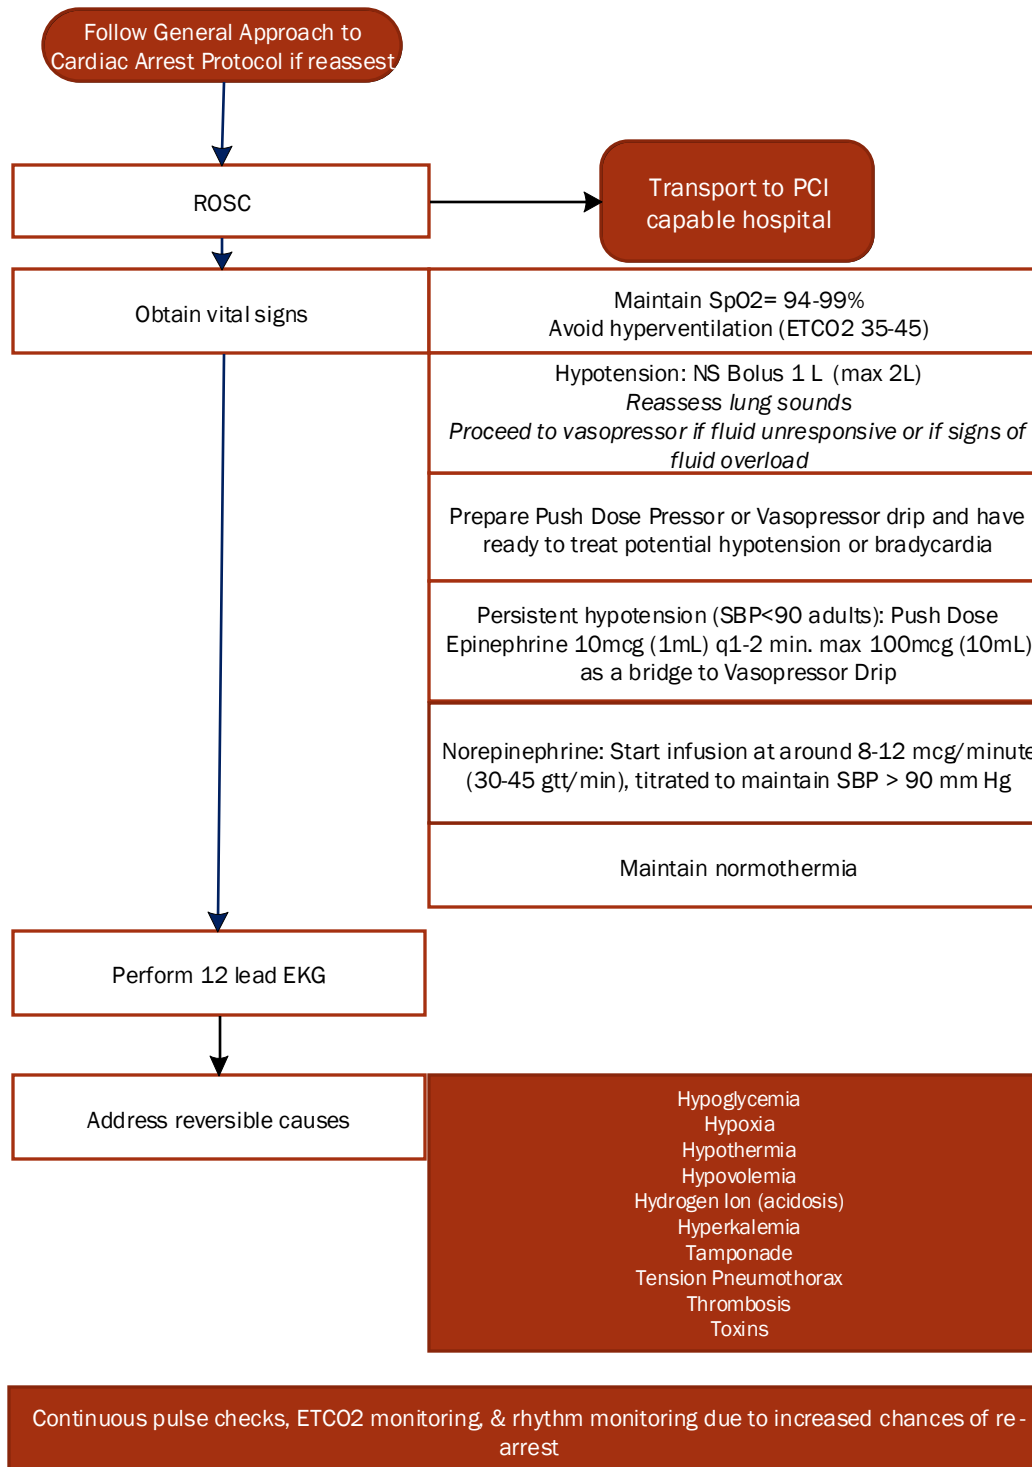 Follow General Approach to
Cardiac Arrest Protocol if reassest
ROSC
Transport to PCI
capable hospital
Obtain vital signs
Maintain SpO2= 94-99%
Avoid hyperventilation (ETCO2 35-45)
Hypotension: NS Bolus 1 L (max 2L)
Reassess lung sounds
Proceed to vasopressor if fluid unresponsive or if signs of
fluid overload
Prepare Push Dose Pressor or Vasopressor drip and have
ready to treat potential hypotension or bradycardia
Persistent hypotension (SBP<90 adults): Push Dose
Epinephrine 10mcg (1mL) q1-2 min. max 100mcg (10mL)
as a bridge to Vasopressor Drip
Norepinephrine: Start infusion at around 8-12 mcg/minute
(30-45 gtt/min), titrated to maintain SBP > 90 mm Hg
Maintain normothermia
Perform 12 lead EKG
Address reversible causes
Hypoglycemia
Hypoxia
Hypothermia
Hypovolemia
Hydrogen Ion (acidosis)
Hyperkalemia
Tamponade
Tension Pneumothorax
Thrombosis
Toxins
Continuous pulse checks, ETCO2 monitoring, & rhythm monitoring due to increased chances of re-
arrest